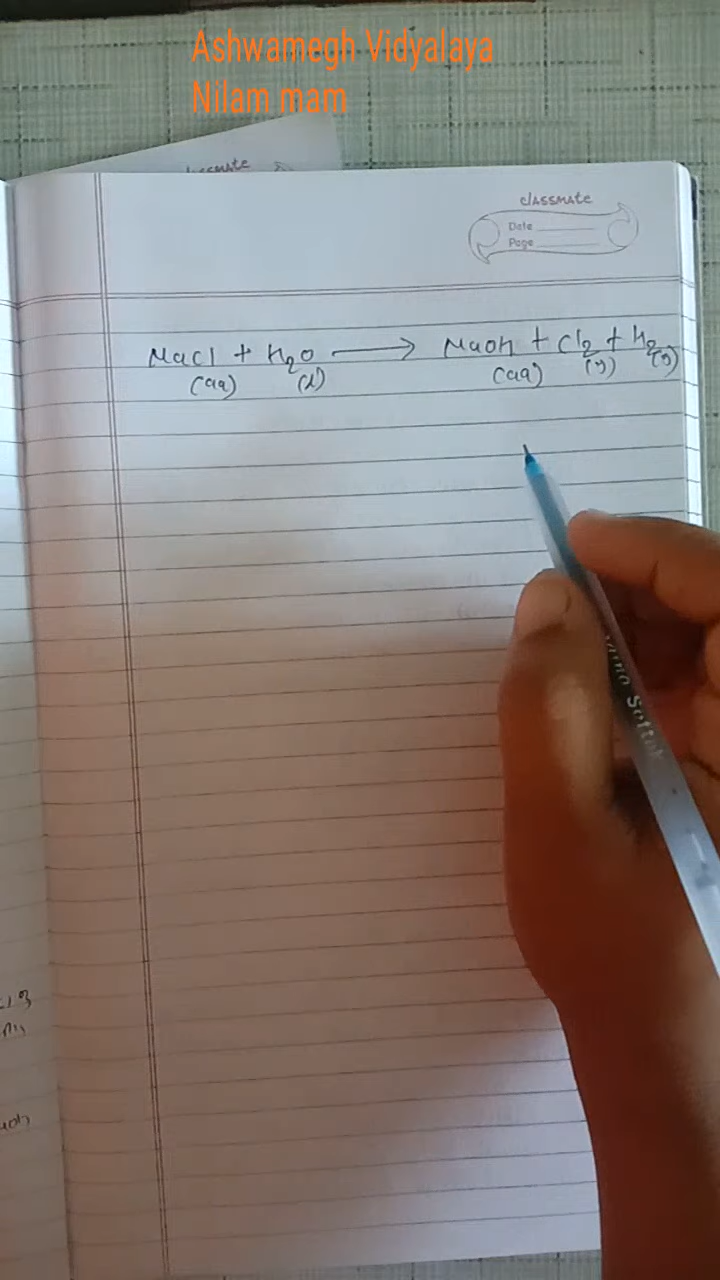 Ashwamegh Vidyalaya
Nilam mam
classmate
Date
Page
NaCl + H₂O ⟶ NaOH + Cl₂ + H₂
(aq) (l) (aq) (g) (g)